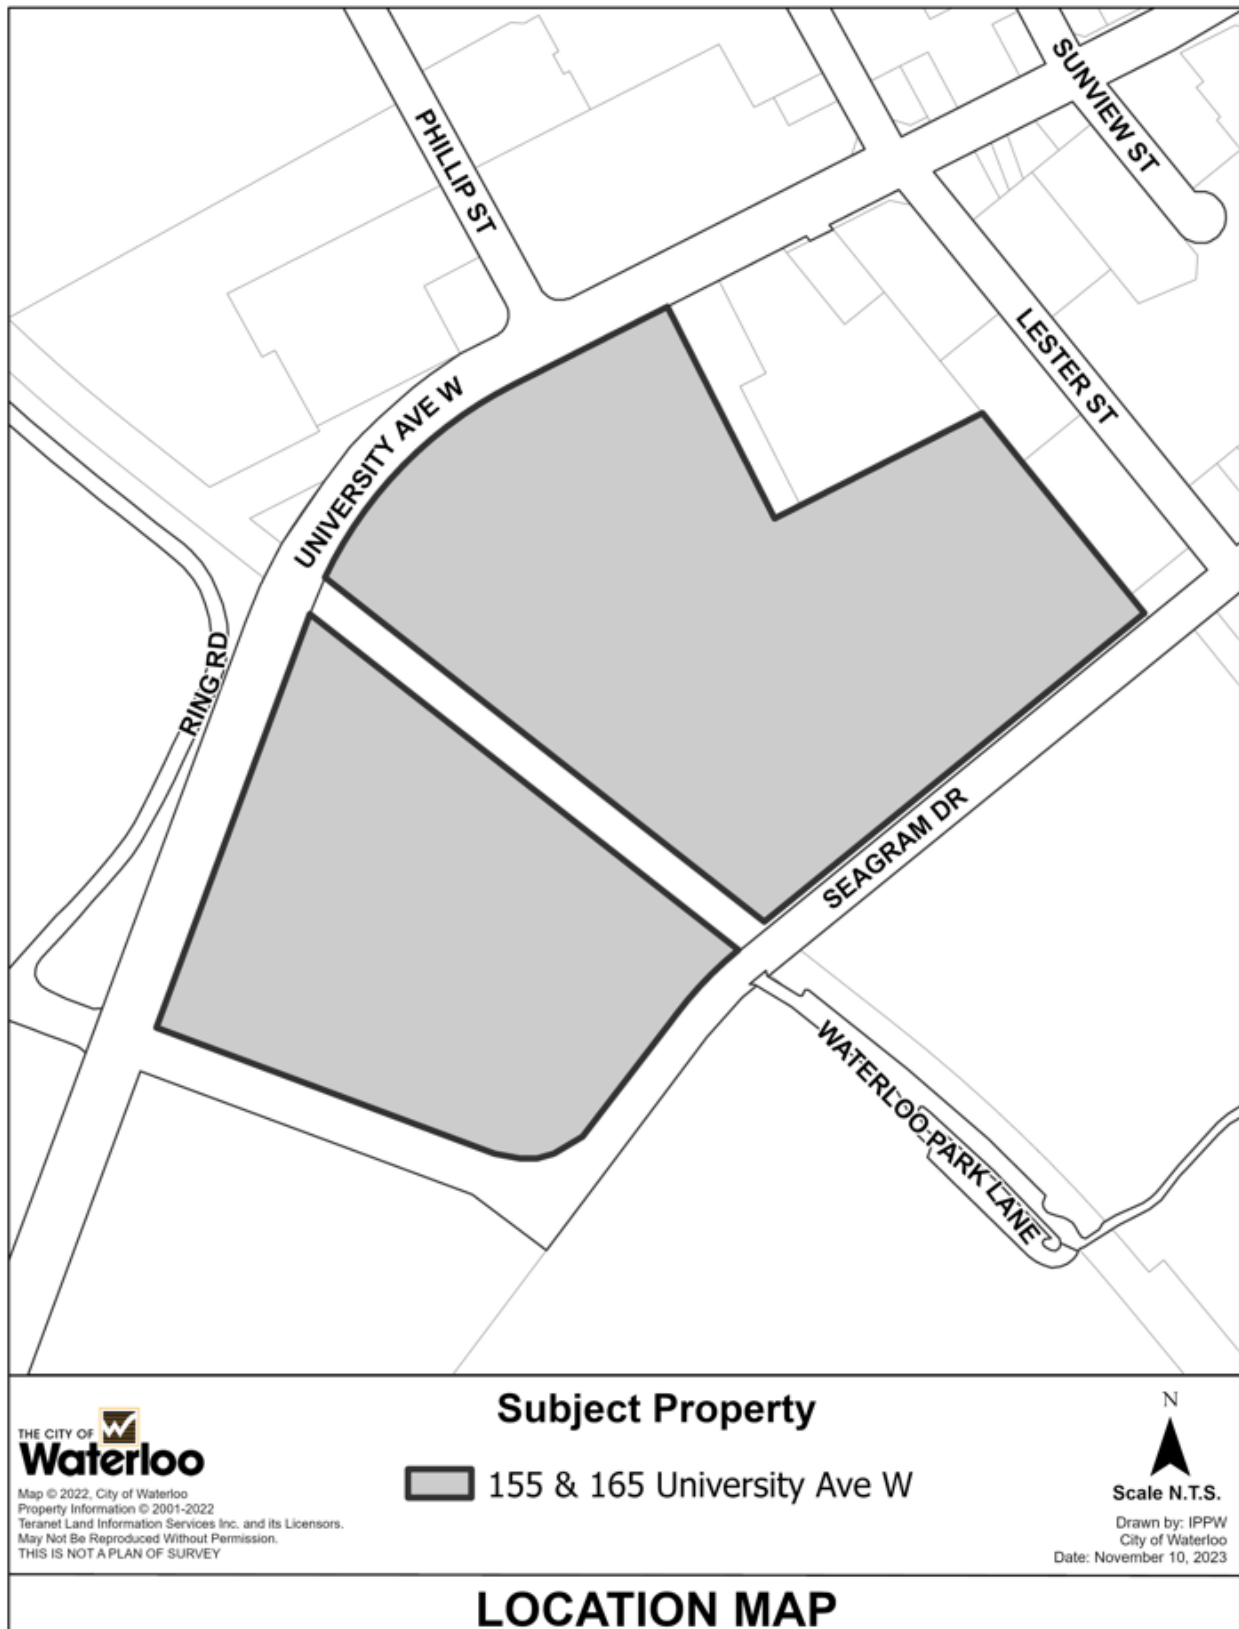 SUNVIEW ST
PHILLIP ST
LESTER ST
UNIVERSITY AVE W
RING RD
SEAGRAM DR
WATERLOO PARK LANE
Subject Property
155 & 165 University Ave W
THE CITY OF
Waterloo
Map © 2022, City of Waterloo
Property Information © 2001-2022
Teranet Land Information Services Inc. and its Licensors.
May Not Be Reproduced Without Permission.
THIS IS NOT A PLAN OF SURVEY
N
Scale N.T.S.
Drawn by: IPPW
City of Waterloo
Date: November 10, 2023
LOCATION MAP